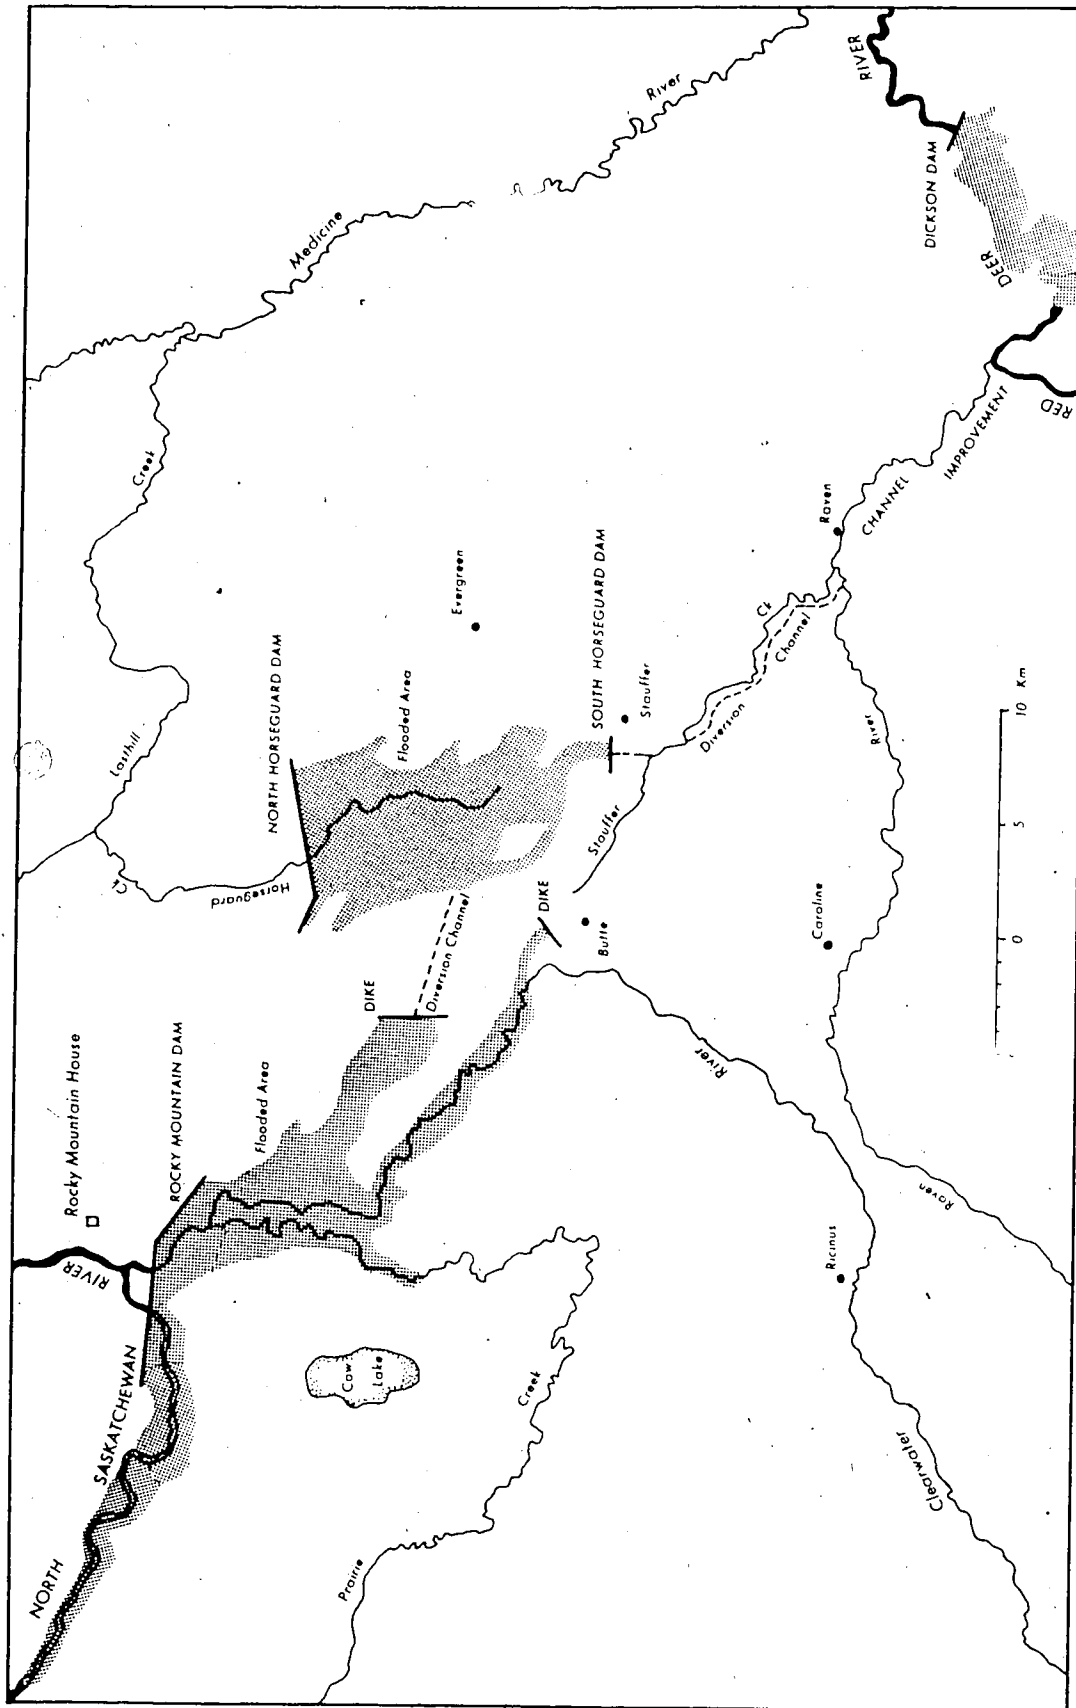 NORTH
SASKATCHEWAN
RIVER
Rocky Mountain House
ROCKY MOUNTAIN DAM
Flooded Area
DIKE
Diversion Channel
Cow
Lake
Prairie
Creek
Horseguard
Ck
Lasthill
Creek
Medicine
River
NORTH HORSEGUARD DAM
Flooded Area
Evergreen
SOUTH HORSEGUARD DAM
Stauffer
DIKE
Butte
Stauffer
Ck
Diversion
Channel
Raven
CHANNEL
IMPROVEMENT
RED
DEER
RIVER
DICKSON DAM
Clearwater
River
Ricinus
Caroline
Raven
River
0
5
10 Km